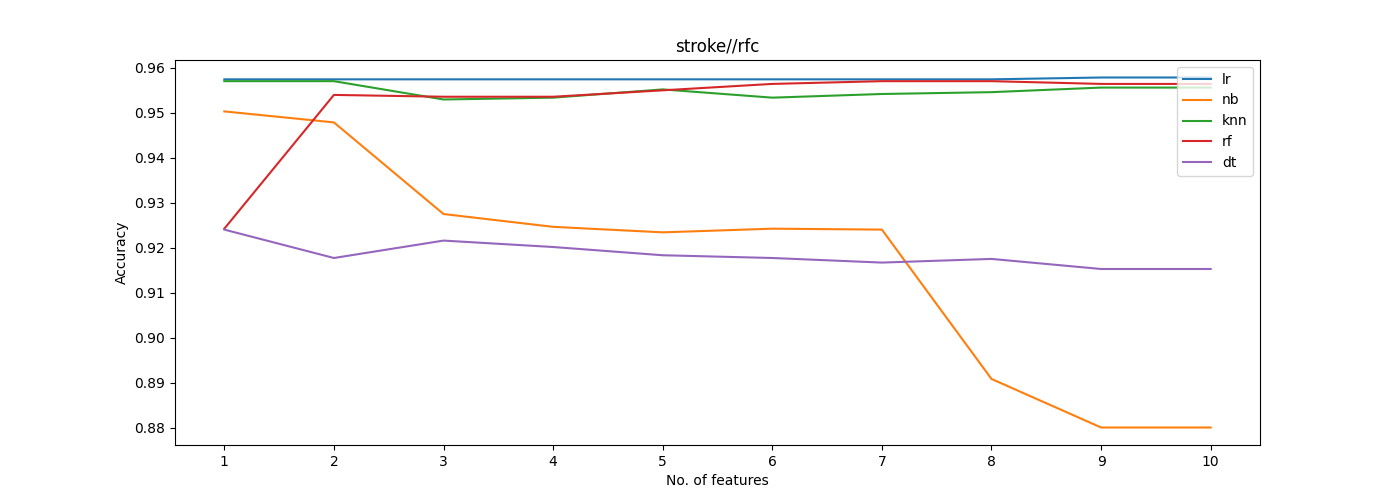 stroke//rfc
0.96
0.95
0.94
0.93
0.92
0.91
0.90
0.89
0.88
Accuracy
lr
nb
knn
rf
dt
1 2 3 4 5 6 7 8 9 10
No. of features